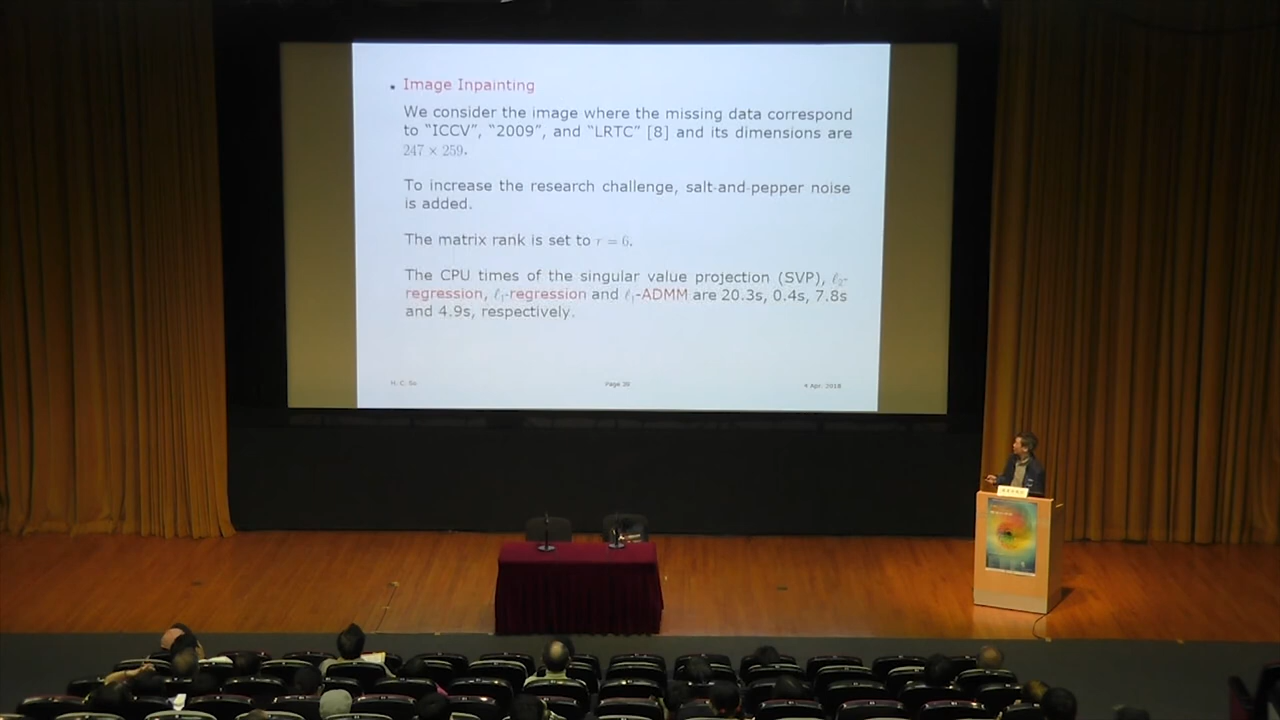 Image Inpainting
We consider the image where the missing data correspond
to “ICCV”, “2009”, and “LRTC” [8] and its dimensions are
247 × 259.
To increase the research challenge, salt-and-pepper noise
is added.
The matrix rank is set to r = 6.
The CPU times of the singular value projection (SVP), ℓ2-
regression, ℓ1-regression and ℓ1-ADMM are 20.3s, 0.4s, 7.8s
and 4.9s, respectively.
H. C. So
Page 39
4 Apr. 2018